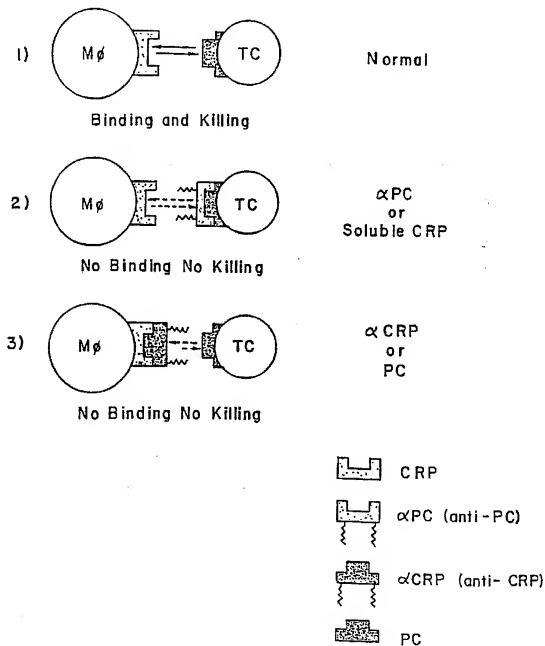 1)
Mø
TC
Normal
Binding and Killing
2)
Mø
TC
αPC
or
Soluble CRP
No Binding No Killing
3)
Mø
TC
αCRP
or
PC
No Binding No Killing
CRP
αPC (anti-PC)
αCRP (anti-CRP)
PC